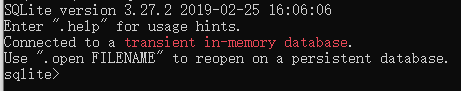 SQLite version 3.27.2 2019-02-25 16:06:06
Enter ".help" for usage hints.
Connected to a transient in-memory database.
Use ".open FILENAME" to reopen on a persistent database.
sqlite>